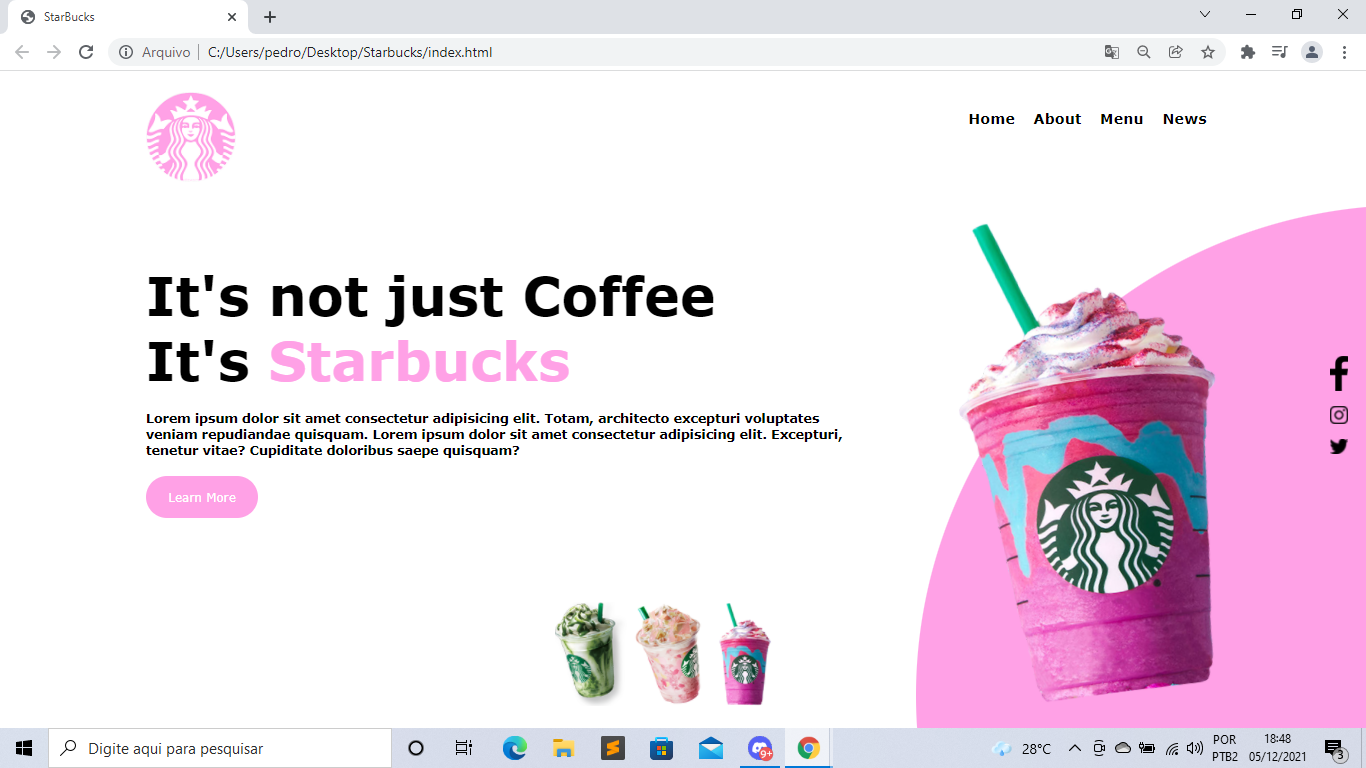 StarBucks
Arquivo
C:/Users/pedro/Desktop/Starbucks/index.html
Home About Menu News
It's not just Coffee
It's Starbucks
Lorem ipsum dolor sit amet consectetur adipisicing elit. Totam, architecto excepturi voluptates
veniam repudiandae quisquam. Lorem ipsum dolor sit amet consectetur adipisicing elit. Excepturi,
tenetur vitae? Cupiditate doloribus saepe quisquam?
Learn More
Digite aqui para pesquisar
9+
28°C
POR
PTB2
18:48
05/12/2021
3